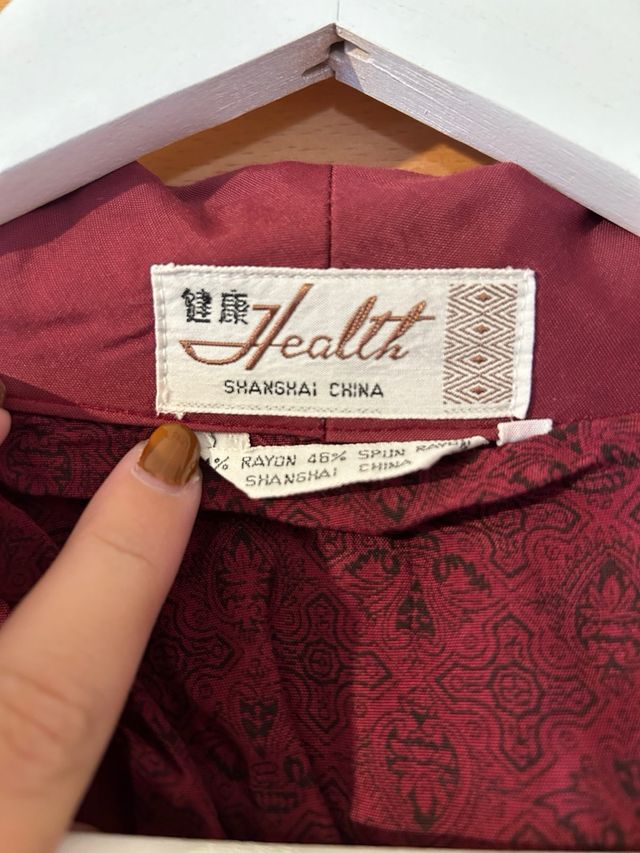 健康 Health
SHANGHAI CHINA
% RAYON 46% SPUN RAYON
SHANGHAI CHINA